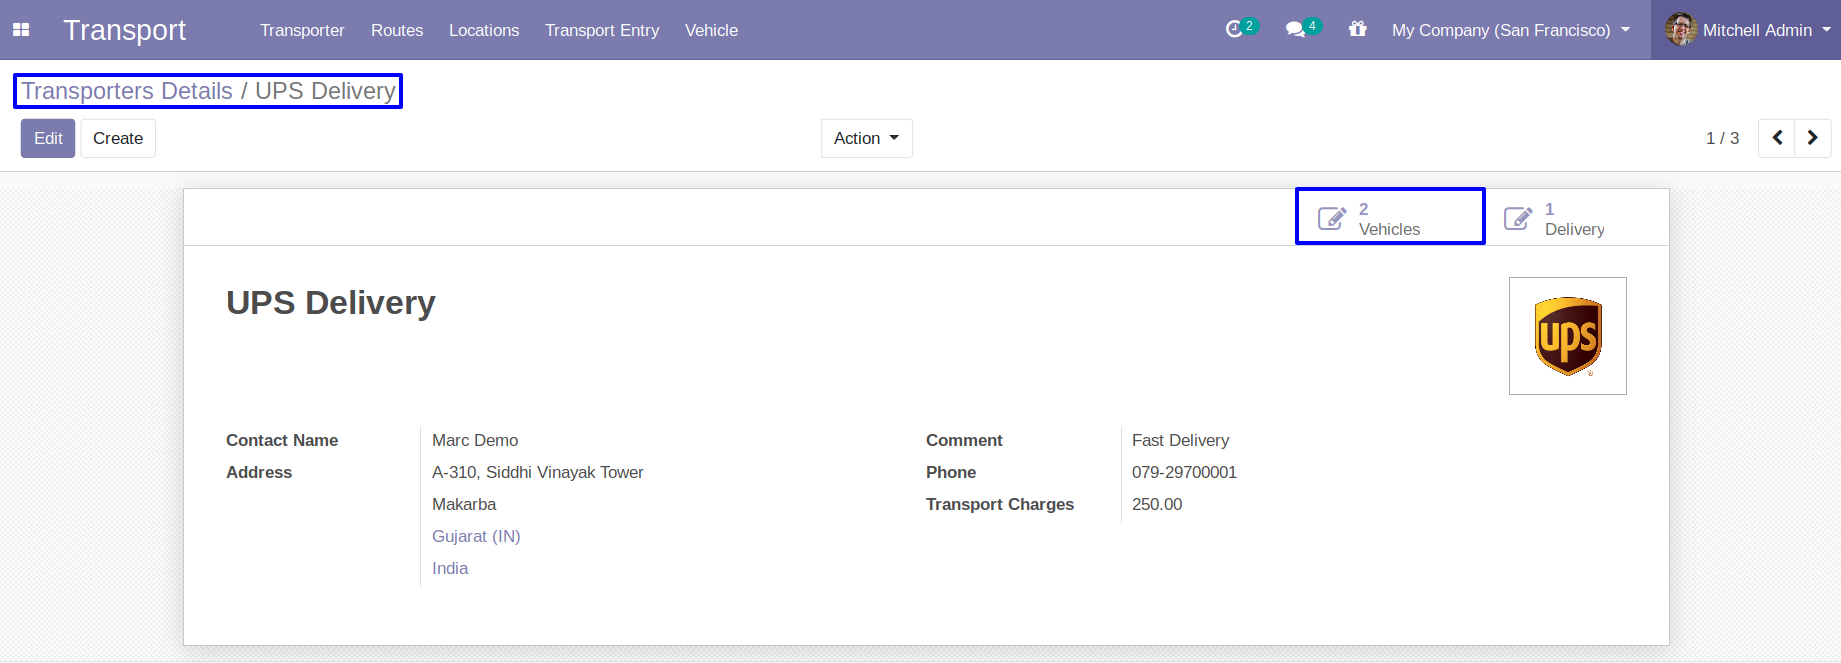 Transport Transporter Routes Locations Transport Entry Vehicle 2 4 My Company (San Francisco) Mitchell Admin
Transporters Details / UPS Delivery
Edit Create Action 1 / 3
2 Vehicles
1 Delivery
UPS Delivery
ups
Contact Name Marc Demo
Address A-310, Siddhi Vinayak Tower
Makarba
Gujarat (IN)
India
Comment Fast Delivery
Phone 079-29700001
Transport Charges 250.00